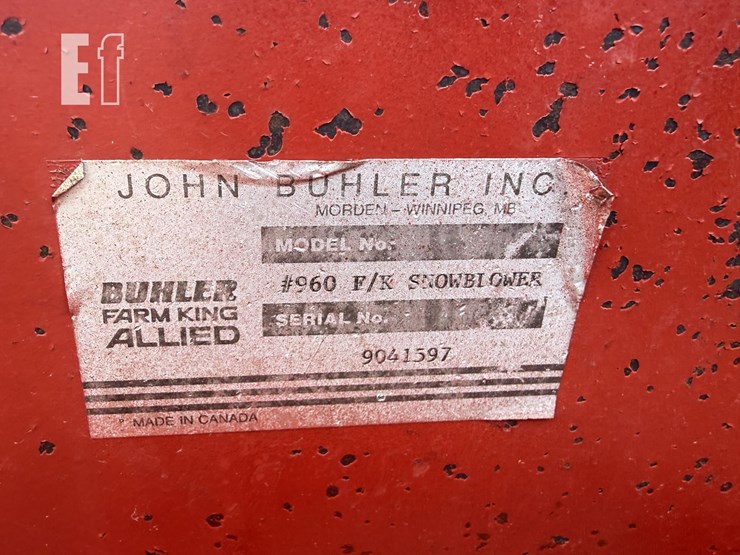 Ef
JOHN BUHLER INC.
MORDEN - WINNIPEG, MB
MODEL No:
#960 F/K SNOWBLOWER
BUHLER
FARM KING
ALLIED
SERIAL No.
9041597
MADE IN CANADA